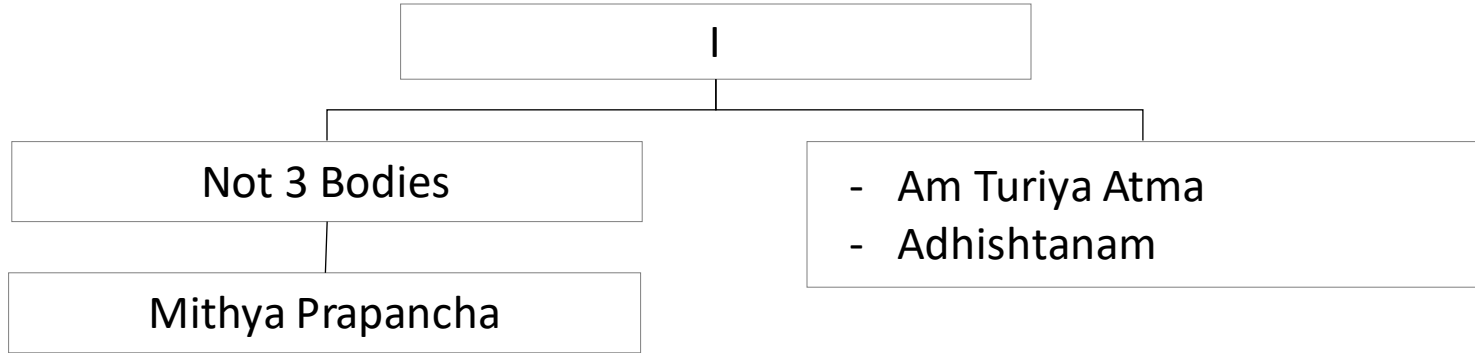 I
Not 3 Bodies
- Am Turiya Atma
- Adhishtanam
Mithya Prapancha